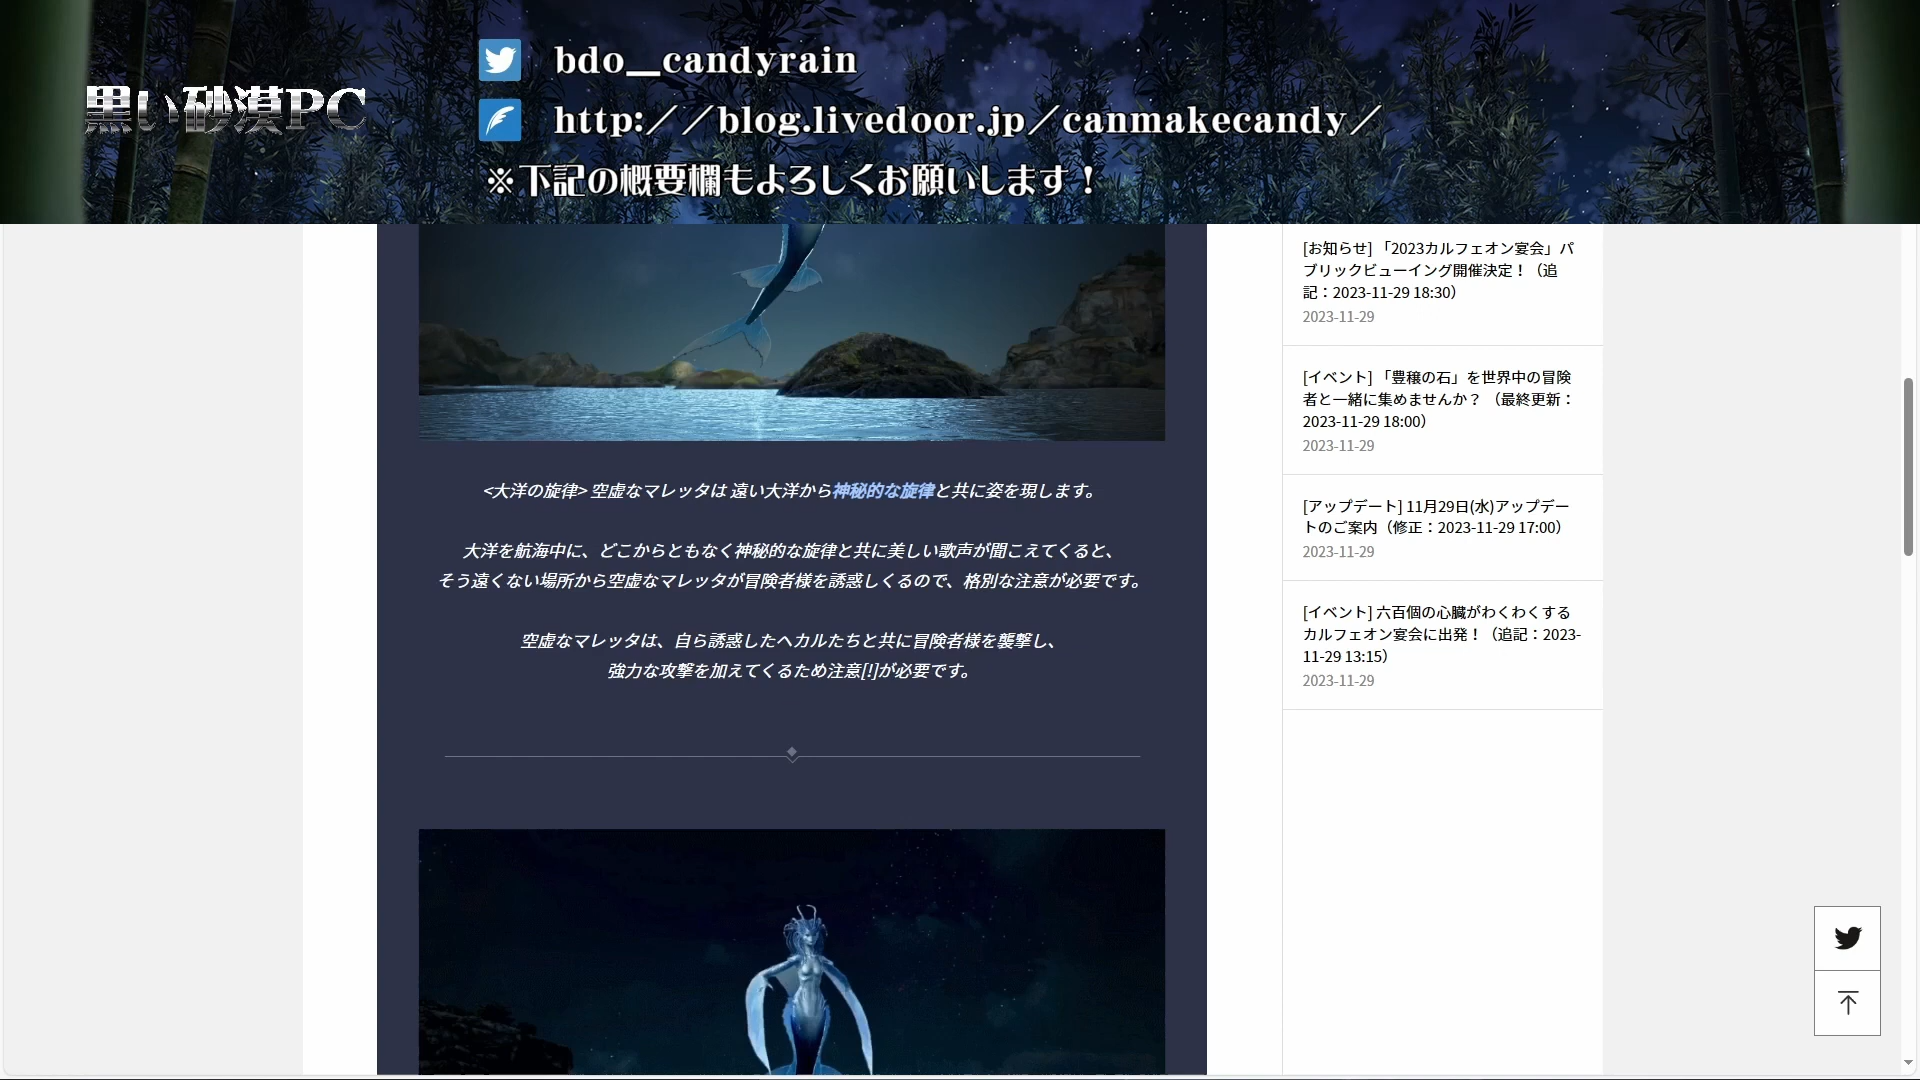 黒い砂漠PC
bdo__candyrain
http:／／blog.livedoor.jp／canmakecandy／
※下記の概要欄もよろしくお願いします！
<大洋の旋律> 空虚なマレッタは 遠い大洋から神秘的な旋律と共に姿を現します。
大洋を航海中に、どこからともなく神秘的な旋律と共に美しい歌声が聞こえてくると、
そう遠くない場所から空虚なマレッタが冒険者様を誘惑しくるので、格別な注意が必要です。
空虚なマレッタは、自ら誘惑したヘカルたちと共に冒険者様を襲撃し、
強力な攻撃を加えてくるため注意[!]が必要です。
[お知らせ] 「2023カルフェオン宴会」パ
ブリックビューイング開催決定！（追
記：2023-11-29 18:30）
2023-11-29
[イベント] 「豊穣の石」を世界中の冒険
者と一緒に集めませんか？ （最終更新：
2023-11-29 18:00）
2023-11-29
[アップデート] 11月29日(水)アップデー
トのご案内（修正：2023-11-29 17:00）
2023-11-29
[イベント] 六百個の心臓がわくわくする
カルフェオン宴会に出発！（追記：2023-
11-29 13:15）
2023-11-29